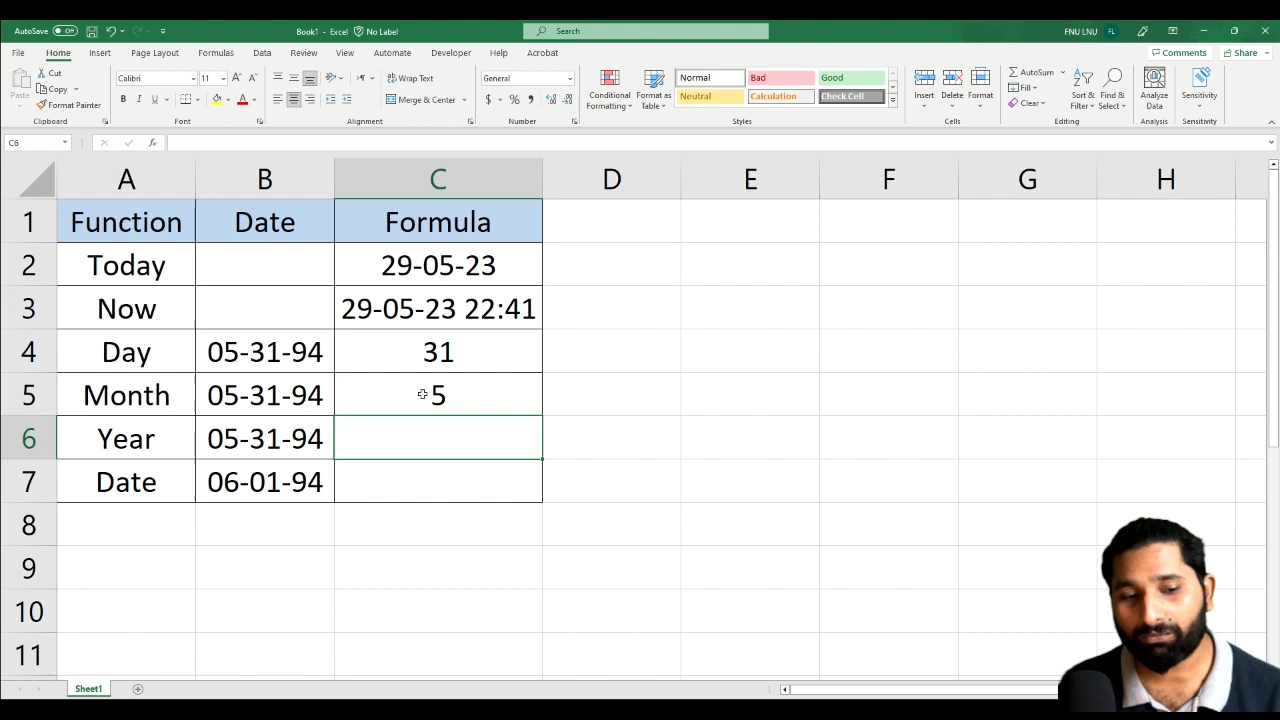 AutoSave Off Book1 - Excel No Label Search FNU LNU FL
File Home Insert Page Layout Formulas Data Review View Automate Developer Help Acrobat Comments Share
Cut Calibri 11 Wrap Text General Normal Bad Good AutoSum
Paste Copy Conditional Formatting Format as Table Insert Delete Format Fill Sort & Filter Find & Select Analyze Data Sensitivity
Format Painter B I U Merge & Center $ % Neutral Calculation Check Cell Clear
Clipboard Font Alignment Number Styles Cells Editing Analysis Sensitivity
C6 fx
A B C D E F G H
1 Function Date Formula
2 Today 29-05-23
3 Now 29-05-23 22:41
4 Day 05-31-94 31
5 Month 05-31-94 5
6 Year 05-31-94
7 Date 06-01-94
8
9
10
11
Sheet1